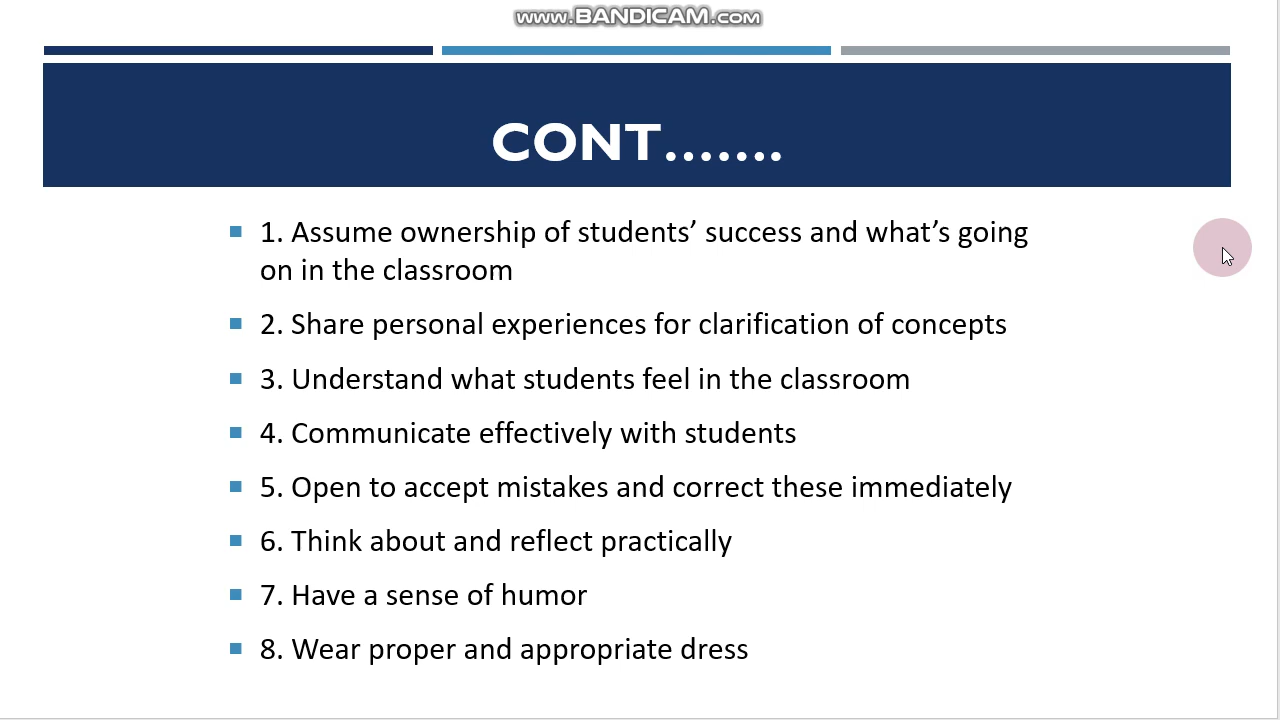 www.BANDICAM.com
CONT.......
1. Assume ownership of students’ success and what’s going
on in the classroom
2. Share personal experiences for clarification of concepts
3. Understand what students feel in the classroom
4. Communicate effectively with students
5. Open to accept mistakes and correct these immediately
6. Think about and reflect practically
7. Have a sense of humor
8. Wear proper and appropriate dress